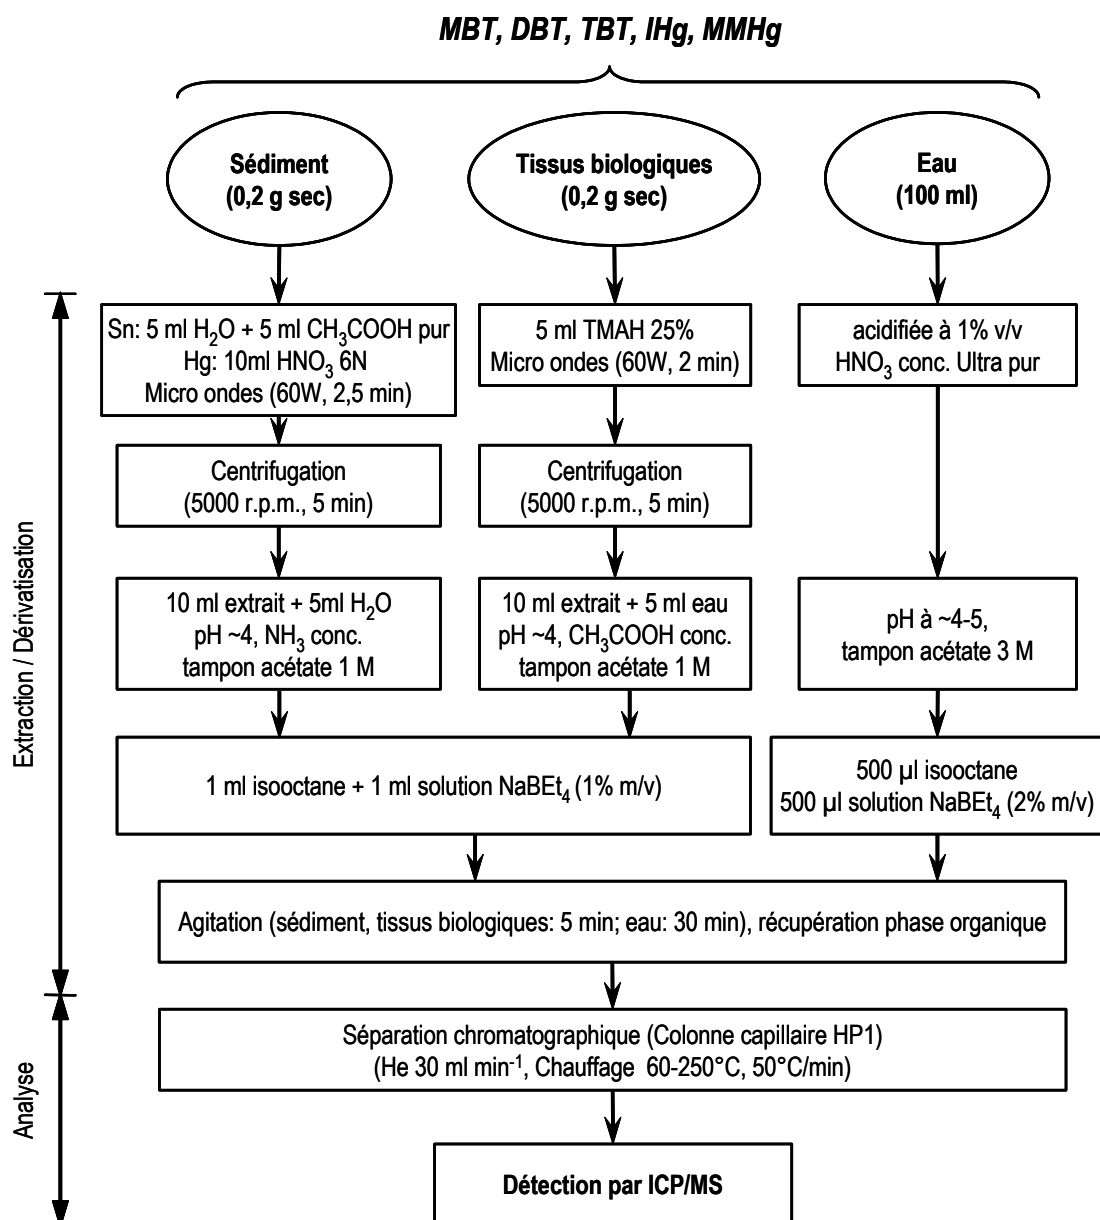 MBT, DBT, TBT, IHg, MMHg
Sédiment
(0,2 g sec)
Tissus biologiques
(0,2 g sec)
Eau
(100 ml)
Extraction / Dérivatisation
Sn: 5 ml H₂O + 5 ml CH₃COOH pur
Hg: 10ml HNO₃ 6N
Micro ondes (60W, 2,5 min)
5 ml TMAH 25%
Micro ondes (60W, 2 min)
acidifiée à 1% v/v
HNO₃ conc. Ultra pur
Centrifugation
(5000 r.p.m., 5 min)
Centrifugation
(5000 r.p.m., 5 min)
10 ml extrait + 5ml H₂O
pH ~4, NH₃ conc.
tampon acétate 1 M
10 ml extrait + 5 ml eau
pH ~4, CH₃COOH conc.
tampon acétate 1 M
pH à ~4-5,
tampon acétate 3 M
1 ml isooctane + 1 ml solution NaBEt₄ (1% m/v)
500 µl isooctane
500 µl solution NaBEt₄ (2% m/v)
Agitation (sédiment, tissus biologiques: 5 min; eau: 30 min), récupération phase organique
Analyse
Séparation chromatographique (Colonne capillaire HP1)
(He 30 ml min⁻¹, Chauffage 60-250°C, 50°C/min)
Détection par ICP/MS